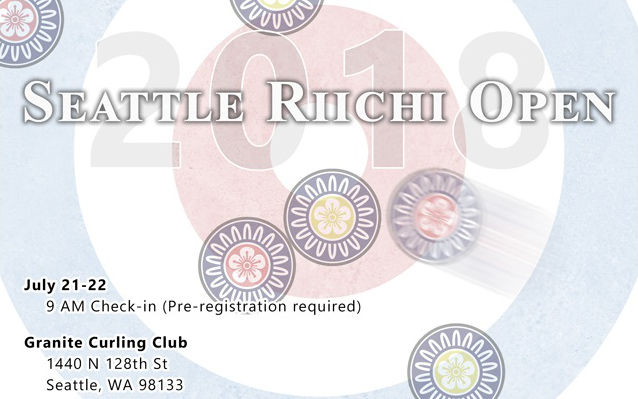 2018
Seattle Riichi Open
July 21-22
9 AM Check-in (Pre-registration required)
Granite Curling Club
1440 N 128th St
Seattle, WA 98133